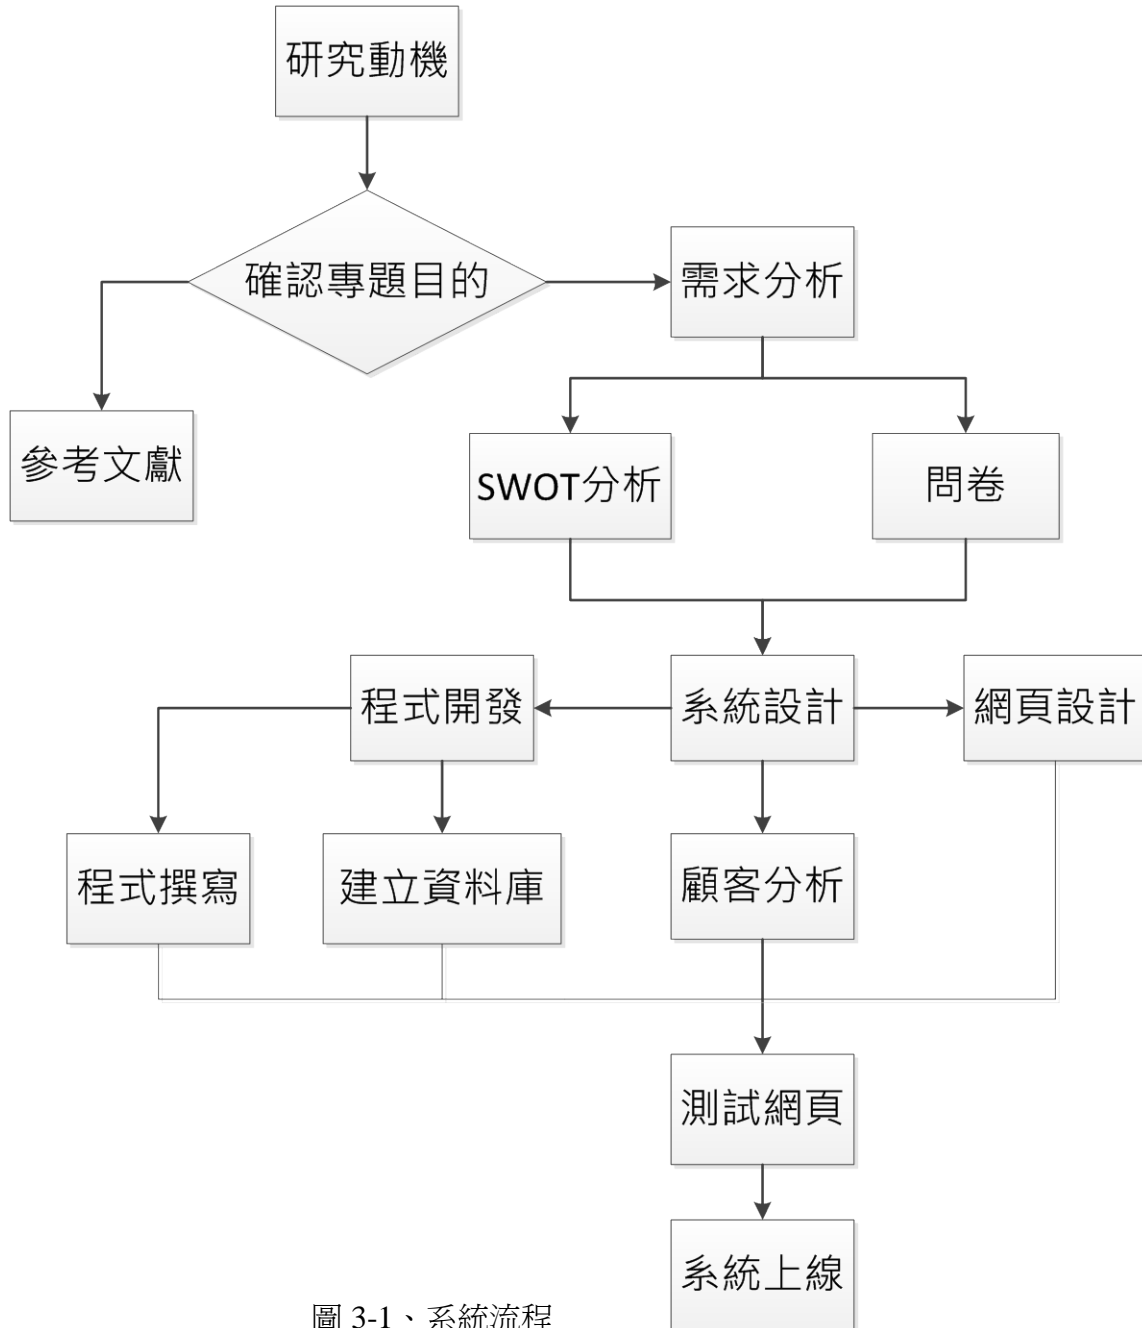 研究動機
確認專題目的
需求分析
參考文獻
SWOT分析
問卷
程式開發
系統設計
網頁設計
程式撰寫
建立資料庫
顧客分析
測試網頁
系統上線
圖 3-1、系統流程